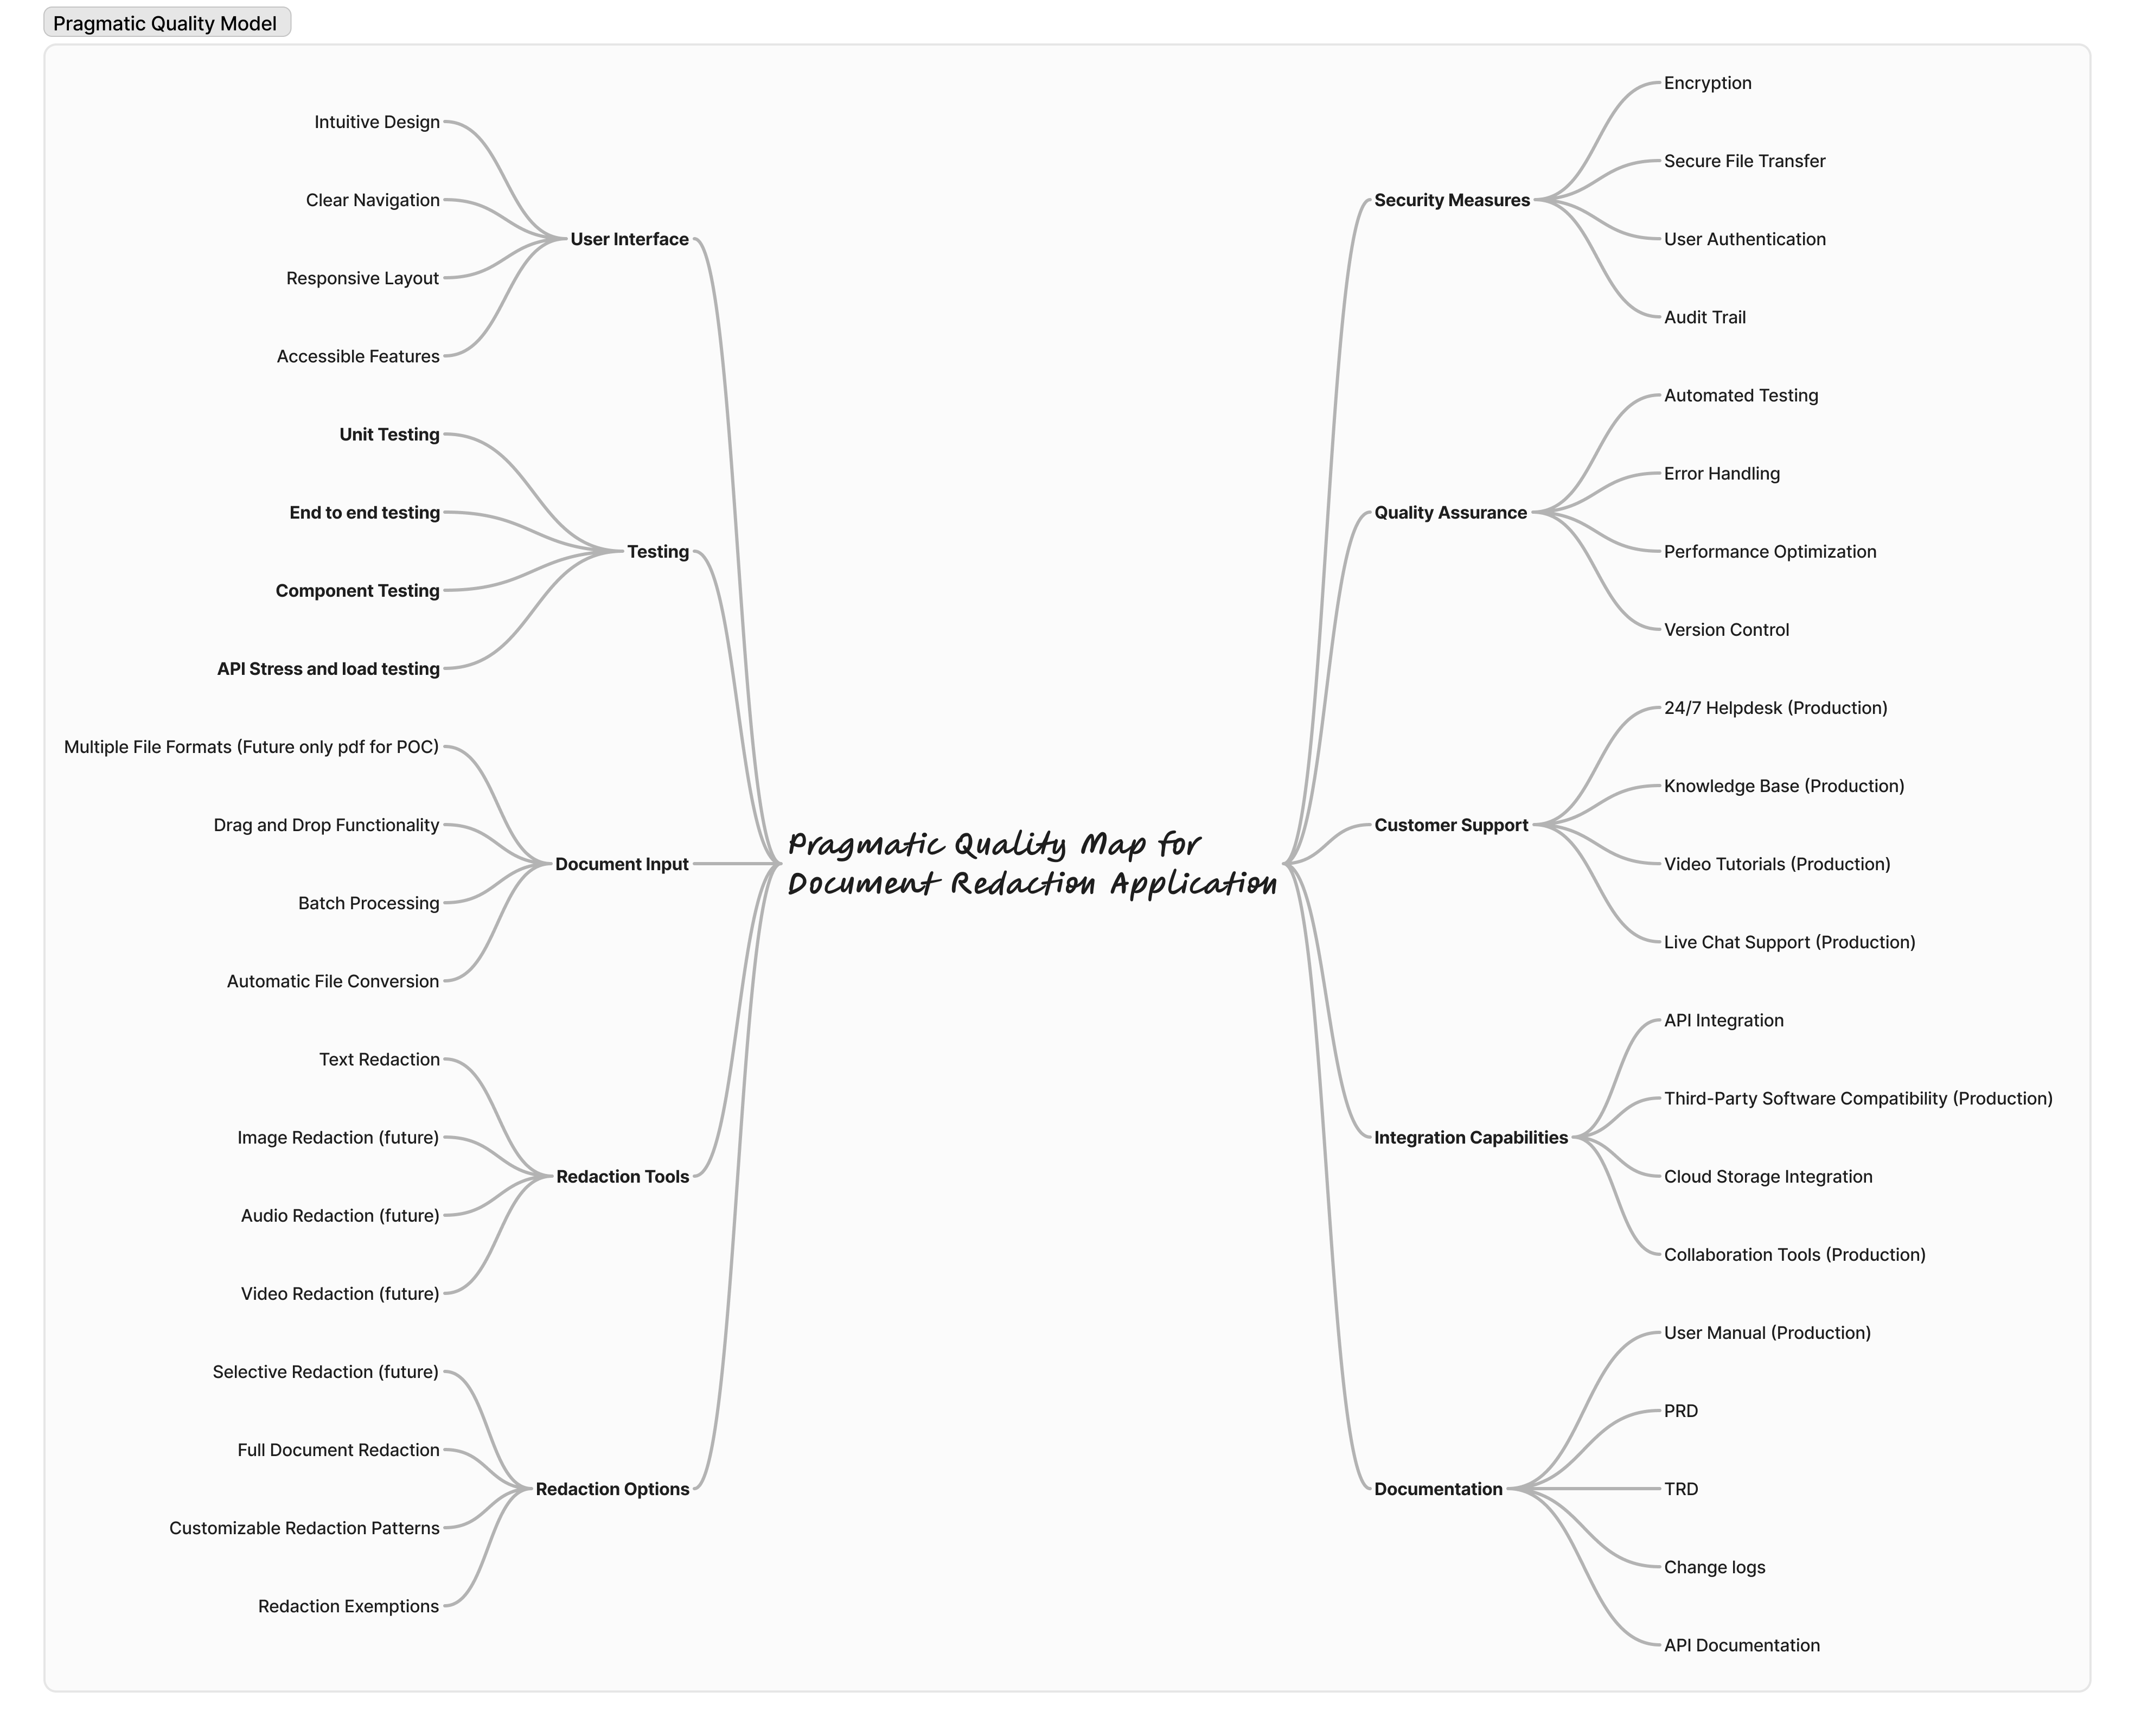 Pragmatic Quality Model
Intuitive Design
Clear Navigation
Responsive Layout
Accessible Features
User Interface
Unit Testing
End to end testing
Component Testing
API Stress and load testing
Testing
Multiple File Formats (Future only pdf for POC)
Drag and Drop Functionality
Batch Processing
Automatic File Conversion
Document Input
Text Redaction
Image Redaction (future)
Audio Redaction (future)
Video Redaction (future)
Redaction Tools
Selective Redaction (future)
Full Document Redaction
Customizable Redaction Patterns
Redaction Exemptions
Redaction Options
Pragmatic Quality Map for
Document Redaction Application
Security Measures
Encryption
Secure File Transfer
User Authentication
Audit Trail
Quality Assurance
Automated Testing
Error Handling
Performance Optimization
Version Control
Customer Support
24/7 Helpdesk (Production)
Knowledge Base (Production)
Video Tutorials (Production)
Live Chat Support (Production)
Integration Capabilities
API Integration
Third-Party Software Compatibility (Production)
Cloud Storage Integration
Collaboration Tools (Production)
Documentation
User Manual (Production)
PRD
TRD
Change logs
API Documentation